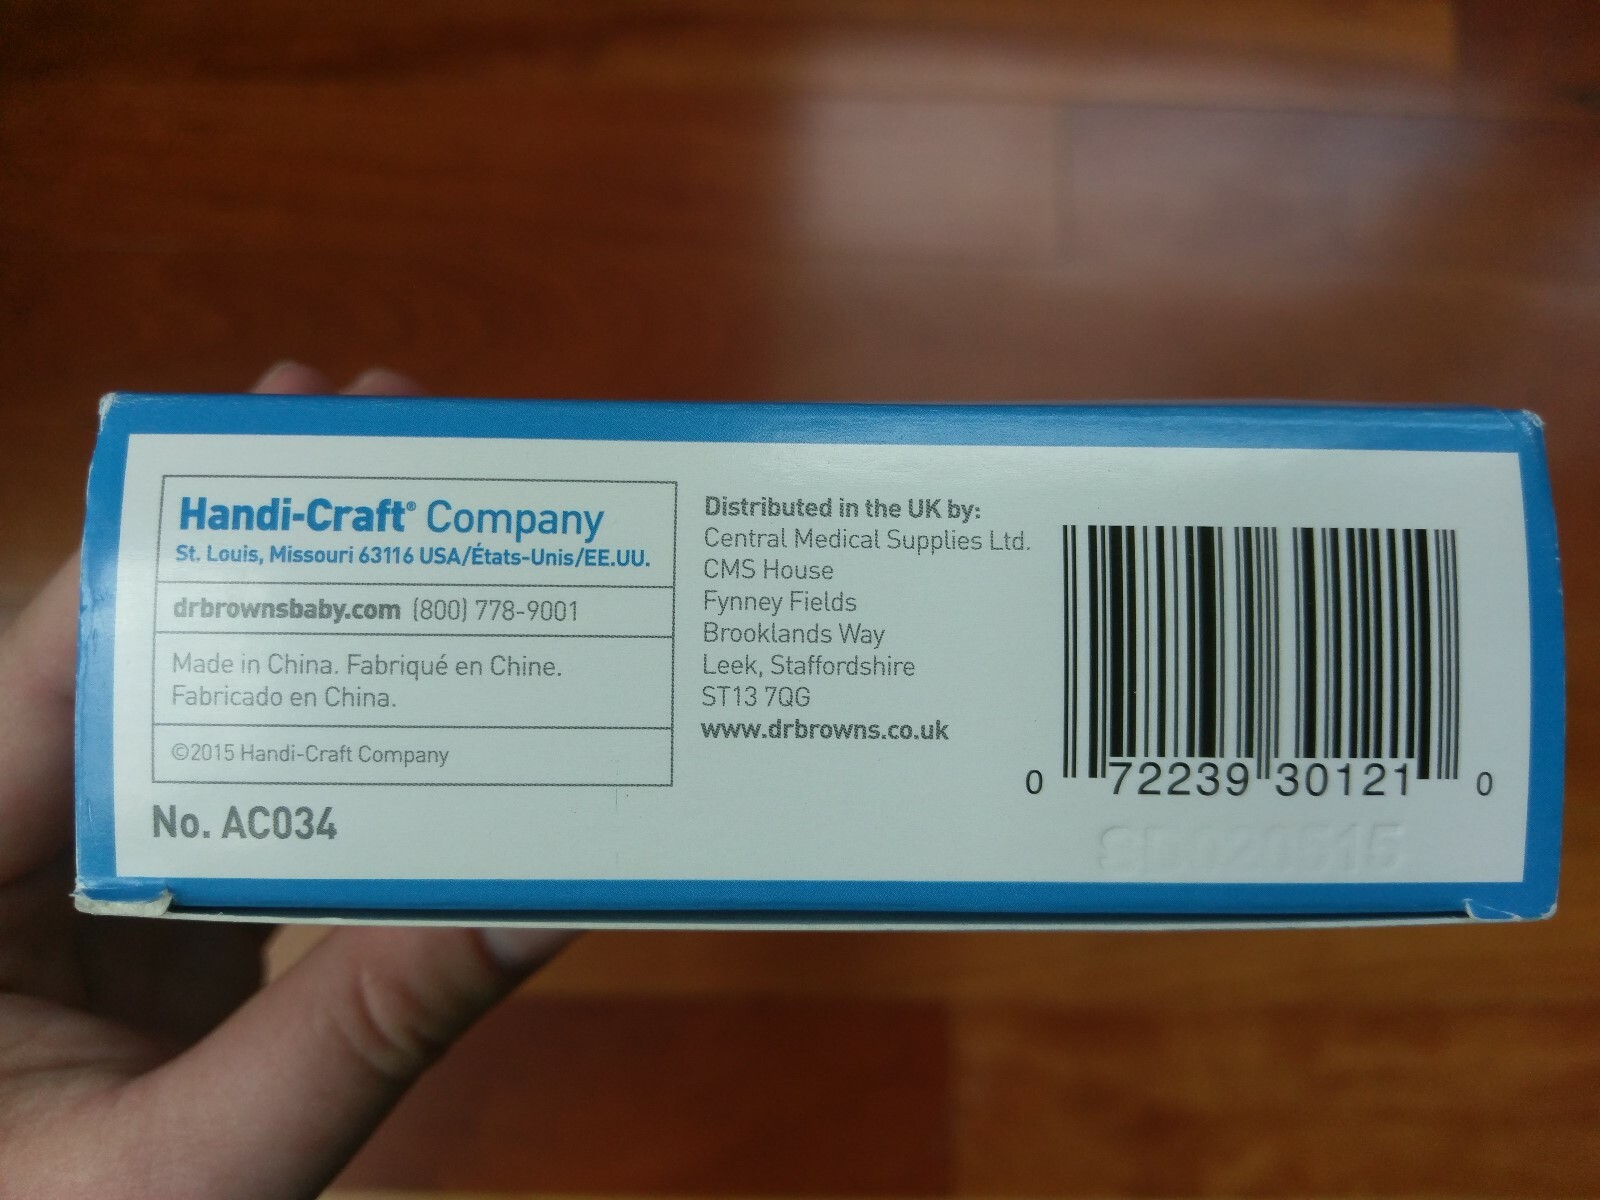 Handi-Craft® Company
St. Louis, Missouri 63116 USA/États-Unis/EE.UU.
drbrownsbaby.com (800) 778-9001
Made in China. Fabriqué en Chine.
Fabricado en China.
©2015 Handi-Craft Company
No. AC034
Distributed in the UK by:
Central Medical Supplies Ltd.
CMS House
Fynney Fields
Brooklands Way
Leek, Staffordshire
ST13 7QG
www.drbrowns.co.uk
0 72239 30121 0